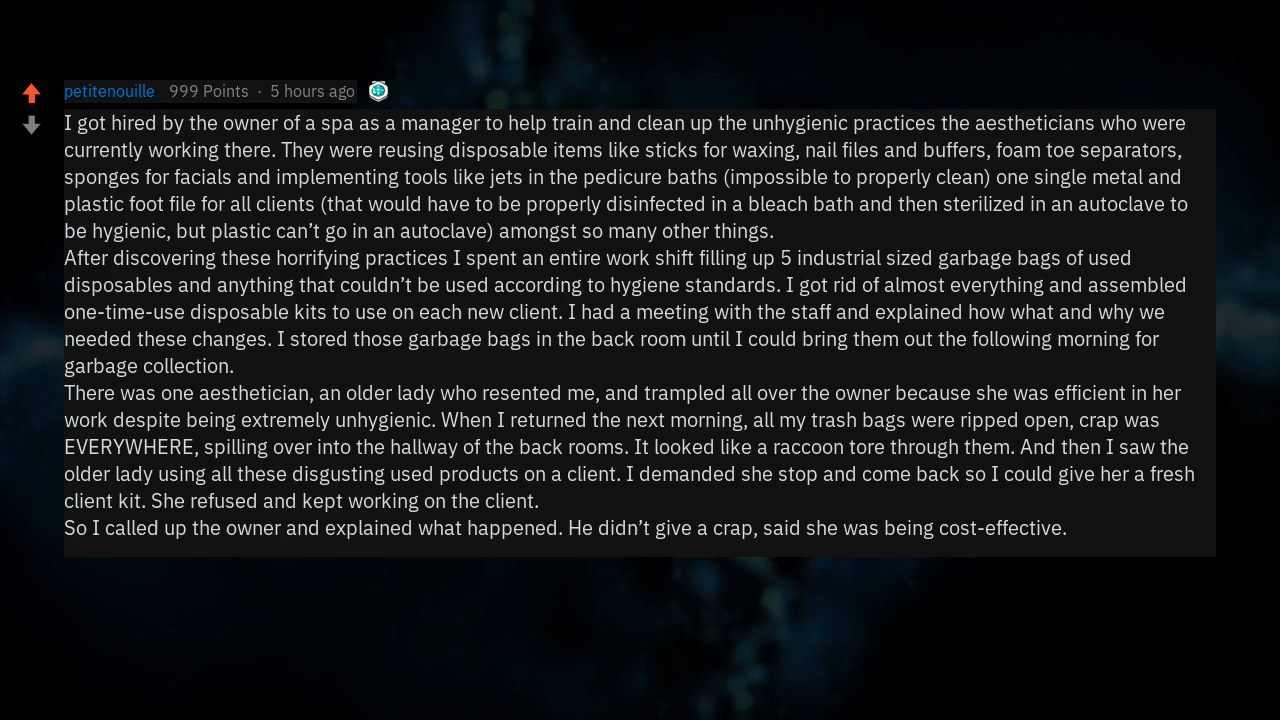 petitenouille 999 Points · 5 hours ago
I got hired by the owner of a spa as a manager to help train and clean up the unhygienic practices the aestheticians who were
currently working there. They were reusing disposable items like sticks for waxing, nail files and buffers, foam toe separators,
sponges for facials and implementing tools like jets in the pedicure baths (impossible to properly clean) one single metal and
plastic foot file for all clients (that would have to be properly disinfected in a bleach bath and then sterilized in an autoclave to
be hygienic, but plastic can’t go in an autoclave) amongst so many other things.
After discovering these horrifying practices I spent an entire work shift filling up 5 industrial sized garbage bags of used
disposables and anything that couldn’t be used according to hygiene standards. I got rid of almost everything and assembled
one-time-use disposable kits to use on each new client. I had a meeting with the staff and explained how what and why we
needed these changes. I stored those garbage bags in the back room until I could bring them out the following morning for
garbage collection.
There was one aesthetician, an older lady who resented me, and trampled all over the owner because she was efficient in her
work despite being extremely unhygienic. When I returned the next morning, all my trash bags were ripped open, crap was
EVERYWHERE, spilling over into the hallway of the back rooms. It looked like a raccoon tore through them. And then I saw the
older lady using all these disgusting used products on a client. I demanded she stop and come back so I could give her a fresh
client kit. She refused and kept working on the client.
So I called up the owner and explained what happened. He didn’t give a crap, said she was being cost-effective.